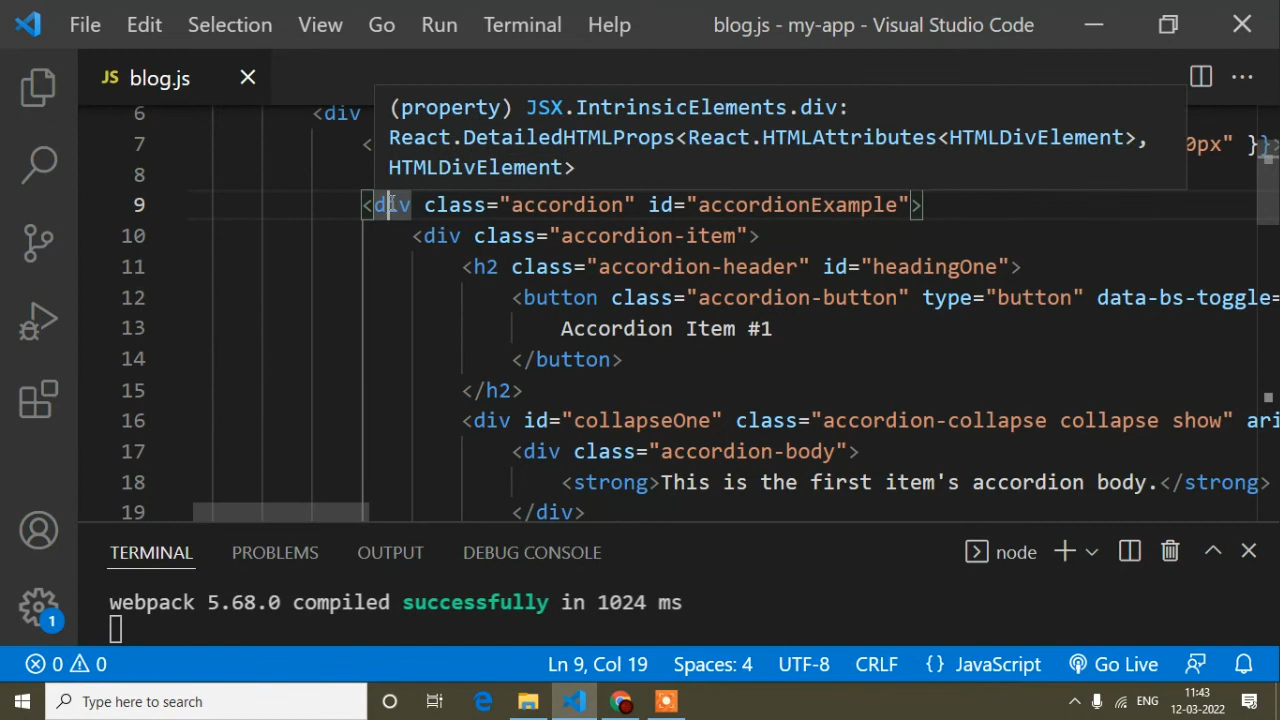 File Edit Selection View Go Run Terminal Help blog.js - my-app - Visual Studio Code
JS blog.js
(property) JSX.IntrinsicElements.div:
React.DetailedHTMLProps<React.HTMLAttributes<HTMLDivElement>,
HTMLDivElement>
6 <div
7 < 0px" }}>
8
9 <div class="accordion" id="accordionExample">
10 <div class="accordion-item">
11 <h2 class="accordion-header" id="headingOne">
12 <button class="accordion-button" type="button" data-bs-toggle=
13 Accordion Item #1
14 </button>
15 </h2>
16 <div id="collapseOne" class="accordion-collapse collapse show" ari
17 <div class="accordion-body">
18 <strong>This is the first item's accordion body.</strong>
19 </div>
TERMINAL PROBLEMS OUTPUT DEBUG CONSOLE node
webpack 5.68.0 compiled successfully in 1024 ms
1
0 0 Ln 9, Col 19 Spaces: 4 UTF-8 CRLF {} JavaScript Go Live
Type here to search ENG 11:43
12-03-2022